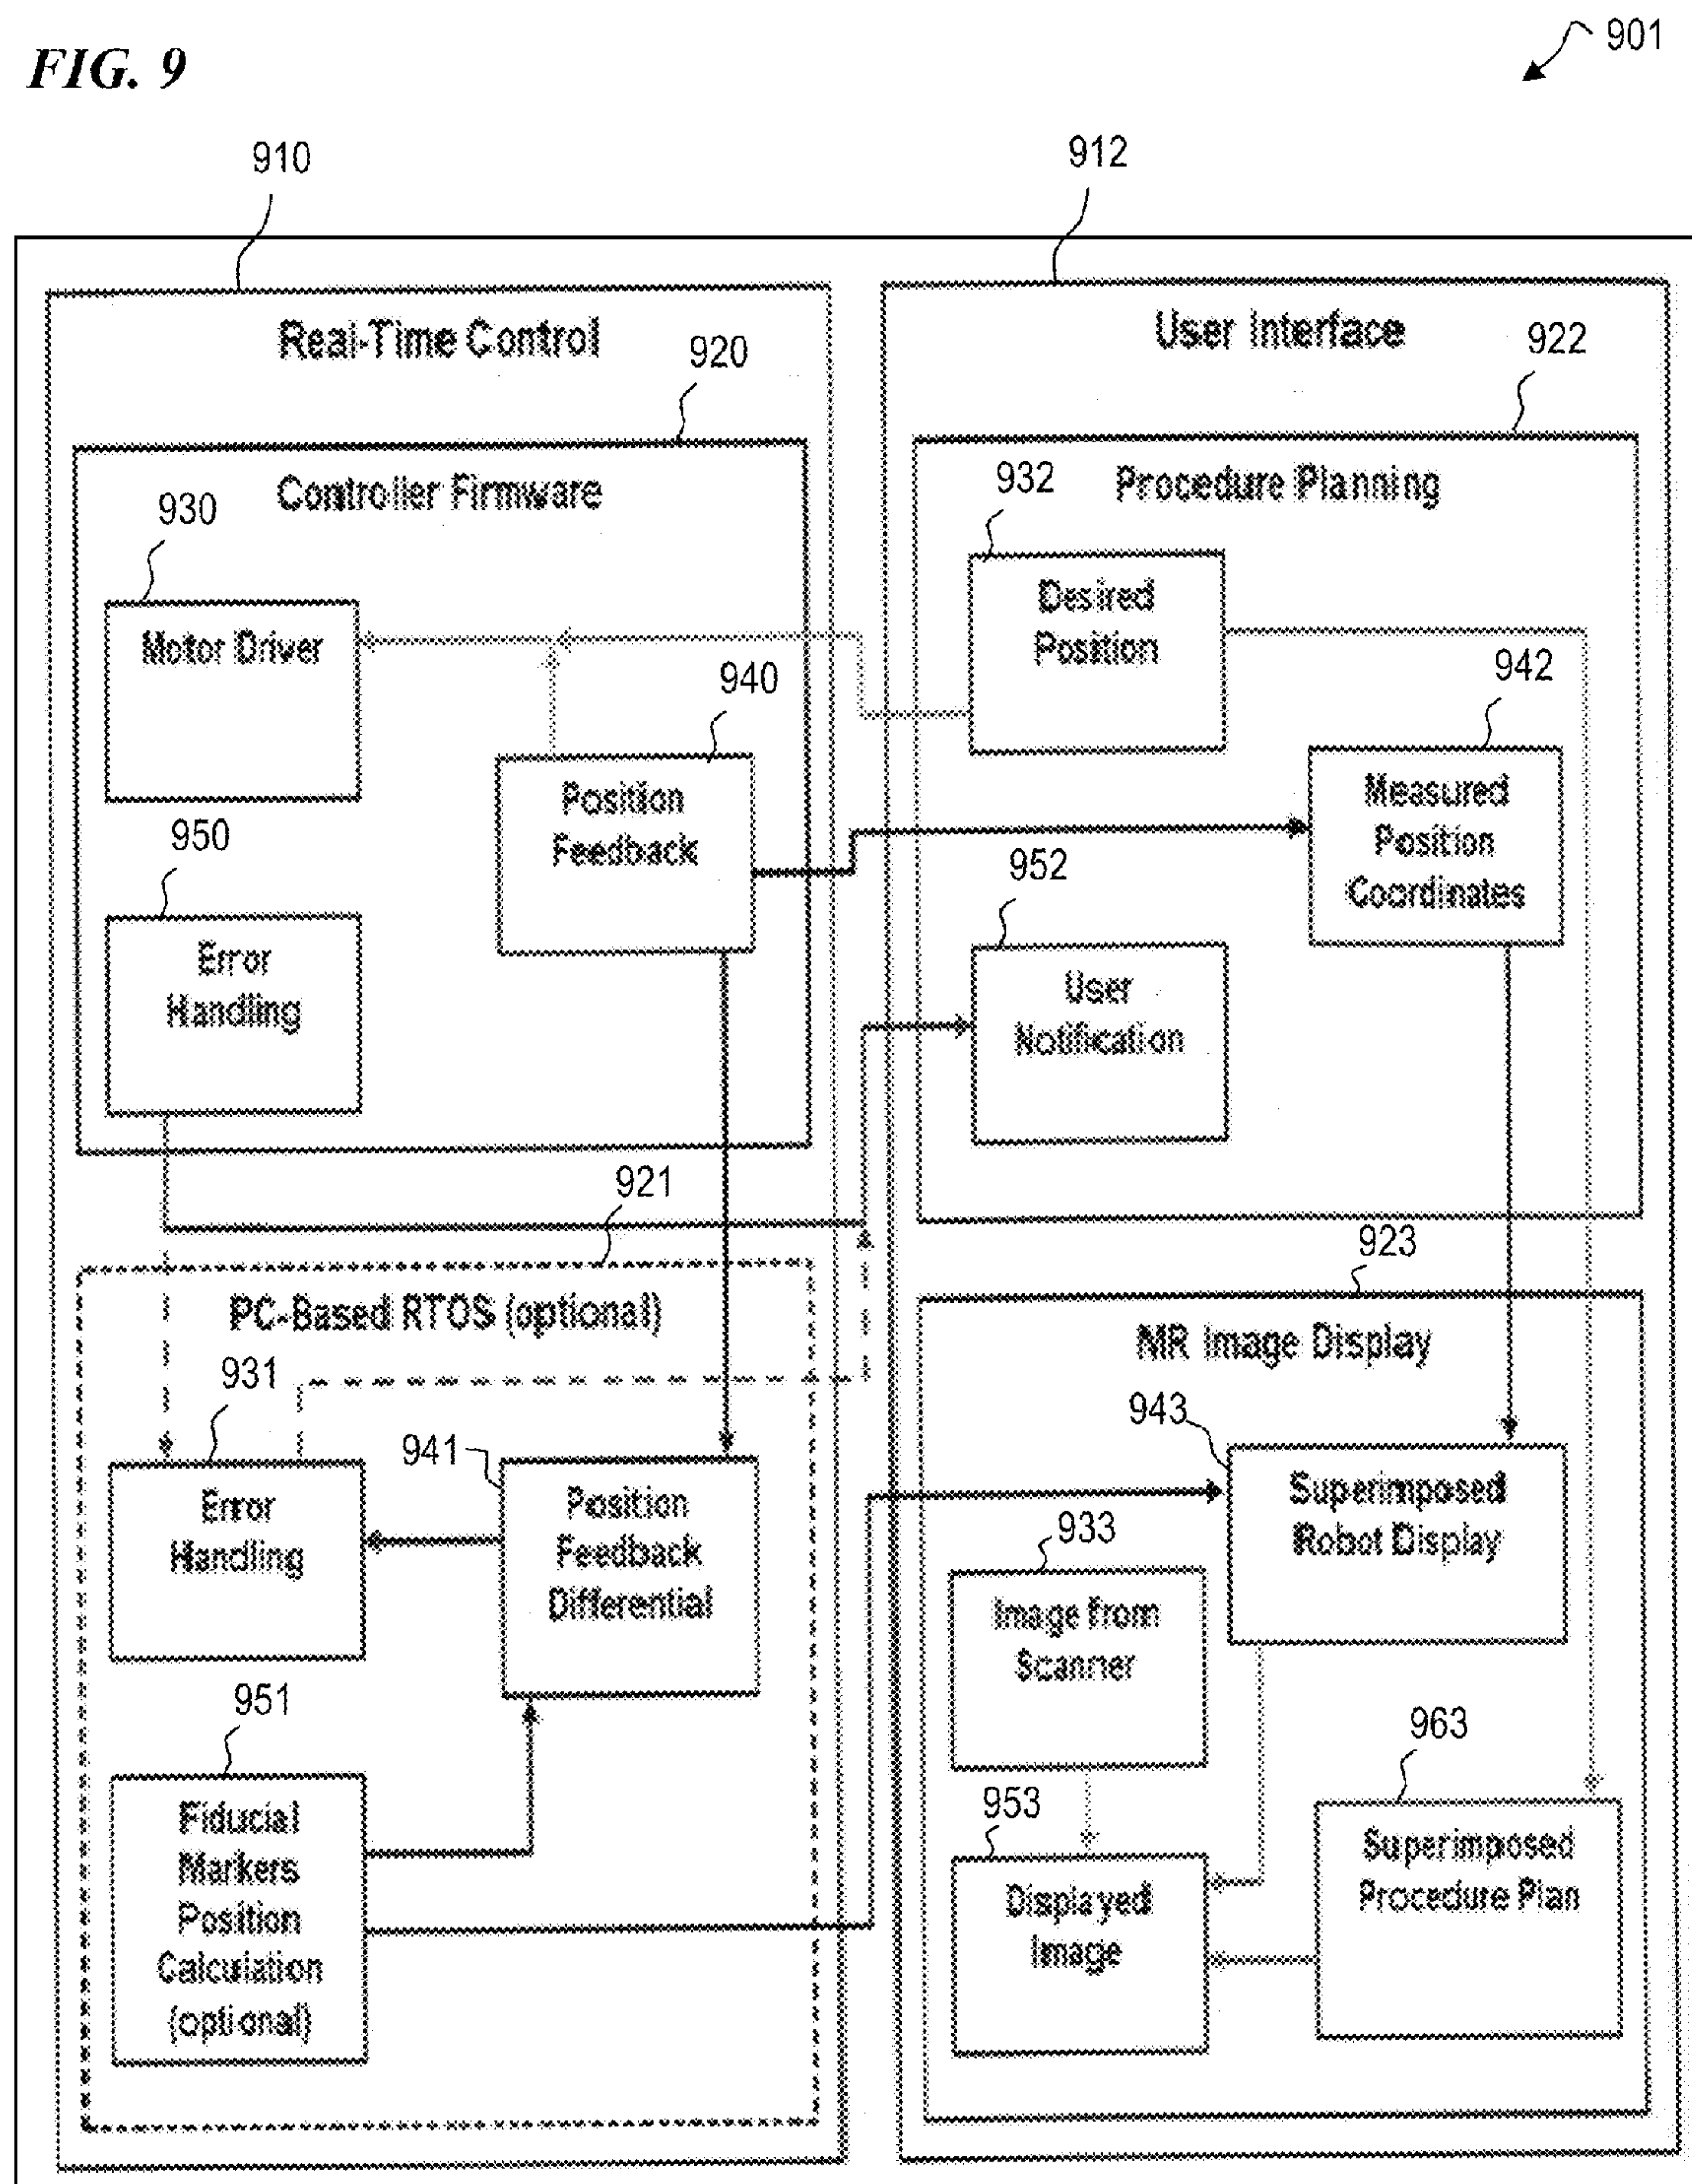 FIG. 9
901
910
912
Real-Time Control
User Interface
920
922
Controller Firmware
Procedure Planning
930
Motor Driver
932
Desired
Position
940
Position
Feedback
942
Measured
Position
Coordinates
950
Error
Handling
952
User
Notification
921
PC-Based RTOS (optional)
923
MR Image Display
931
Error
Handling
941
Position
Feedback
Differential
943
Superimposed
Robot Display
933
Image from
Scanner
951
Fiducial
Markers
Position
Calculation
(optional)
953
Displayed
Image
963
Superimposed
Procedure Plan